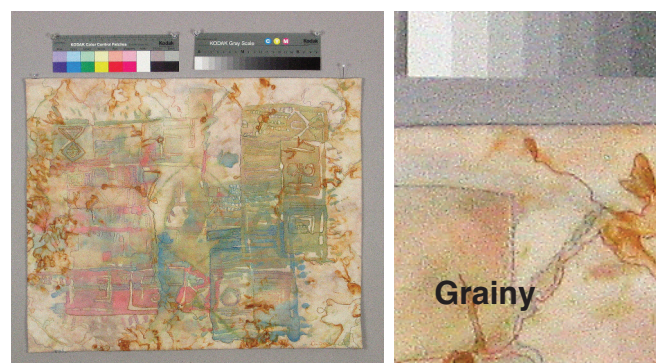 KODAK Color Control Patches
Kodak
KODAK Gray Scale
C Y M
Kodak
Grainy